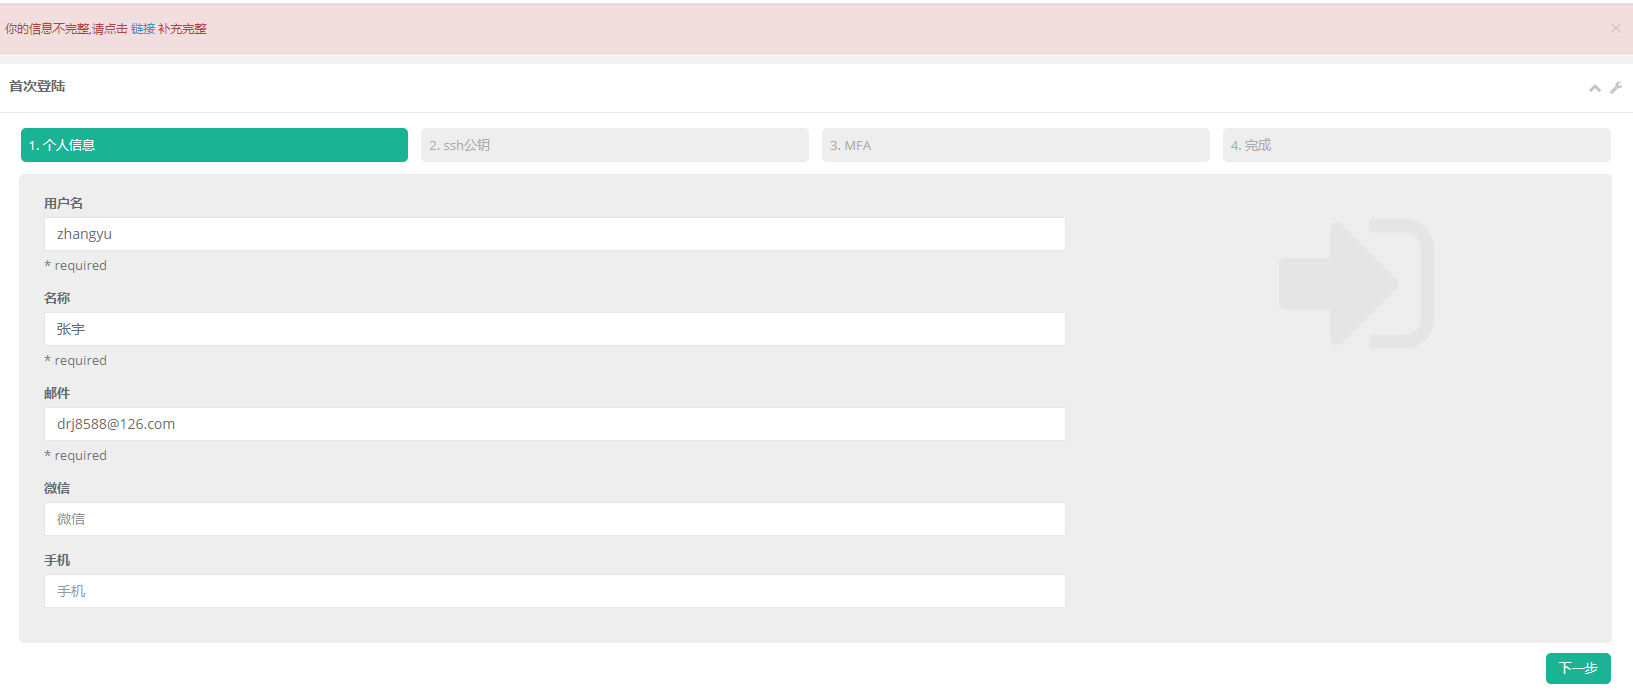 你的信息不完整,请点击 链接 补充完整
×
首次登陆
1. 个人信息
2. ssh公钥
3. MFA
4. 完成
用户名
zhangyu
* required
名称
张宇
* required
邮件
drj8588@126.com
* required
微信
微信
手机
手机
下一步